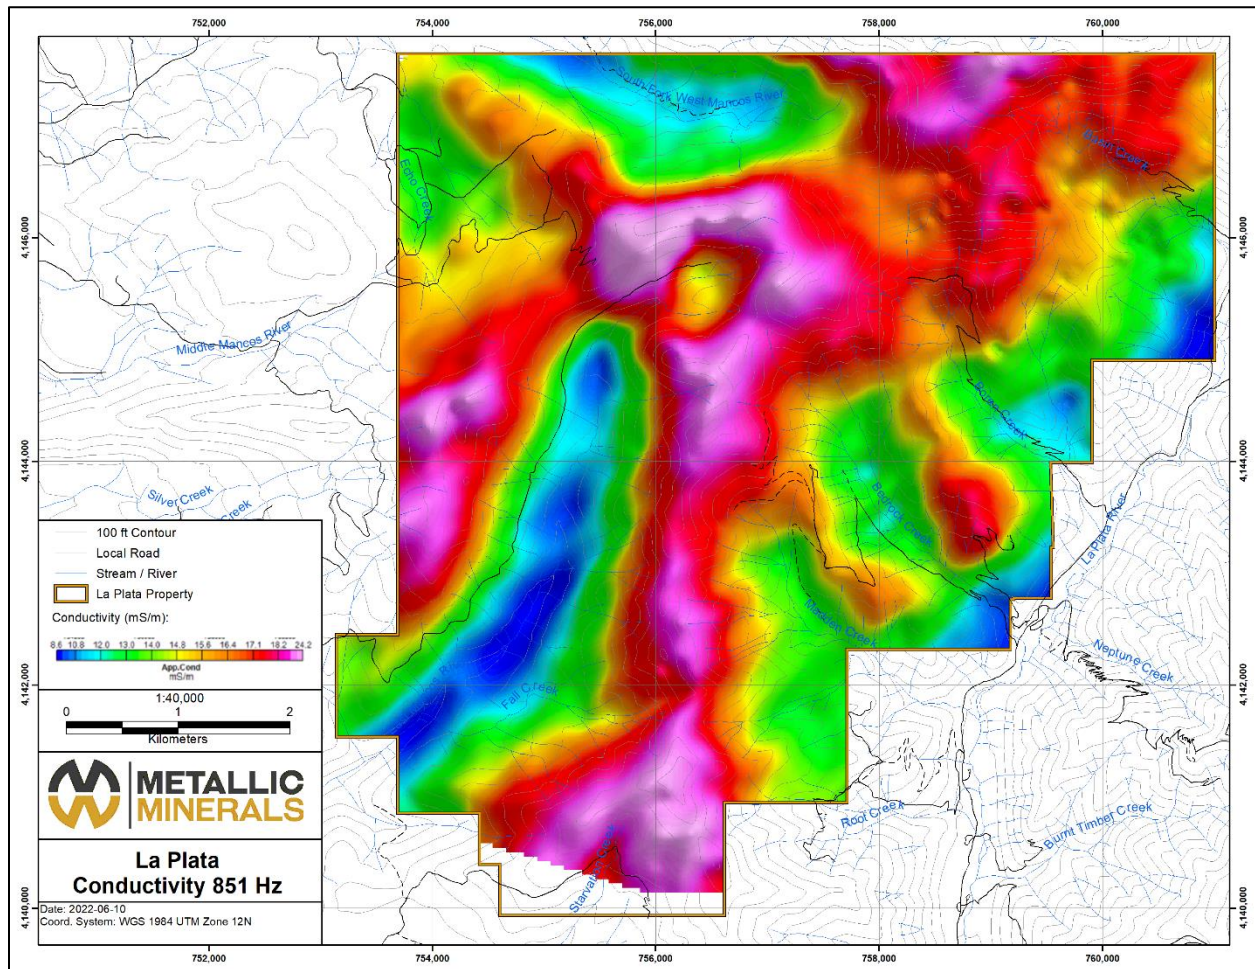 752,000
754,000
756,000
758,000
760,000
4,146,000
4,144,000
4,142,000
4,140,000
4,146,000
4,144,000
4,142,000
4,140,000
South Fork West Mancos River
Echo Creek
Middle Mancos River
Silver Creek
Creek
Bedrock Creek
Madden Creek
La Plata River
Neptune Creek
Fall Creek
Root Creek
Burnt Timber Creek
100 ft Contour
Local Road
Stream / River
La Plata Property
Conductivity (mS/m):
8.6 10.8 12.0 13.0 14.0 14.8 15.6 16.4 17.1 18.2 24.2
App.Cond
mS/m
1:40,000
0 1 2
Kilometers
METALLIC
MINERALS
La Plata
Conductivity 851 Hz
Date: 2022-06-10
Coord. System: WGS 1984 UTM Zone 12N
752,000
754,000
756,000
758,000
760,000